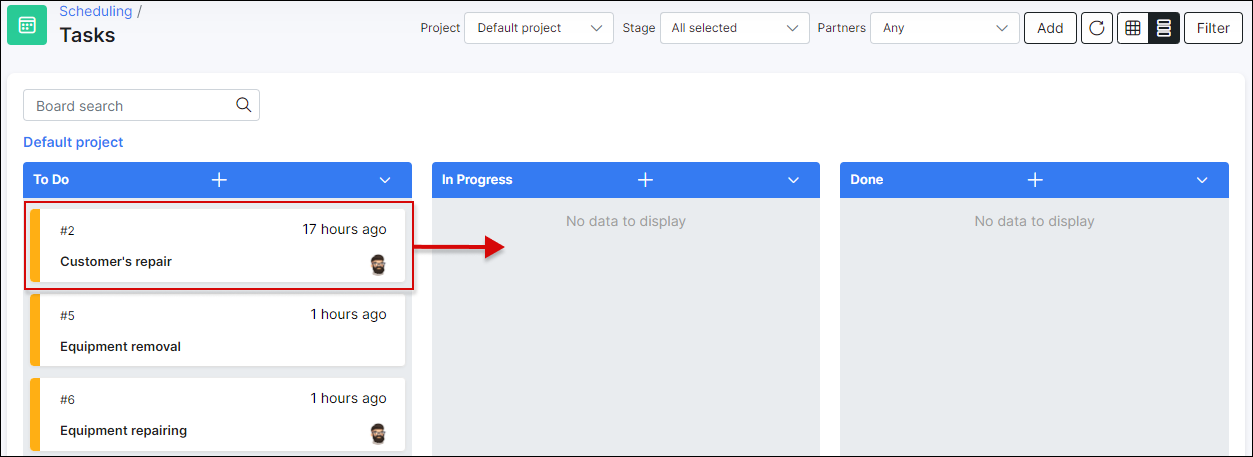 Scheduling /
Tasks
Project Default project Stage All selected Partners Any Add Filter
Board search
Default project
To Do
In Progress
Done
#2 17 hours ago
Customer's repair
No data to display
No data to display
#5 1 hours ago
Equipment removal
#6 1 hours ago
Equipment repairing